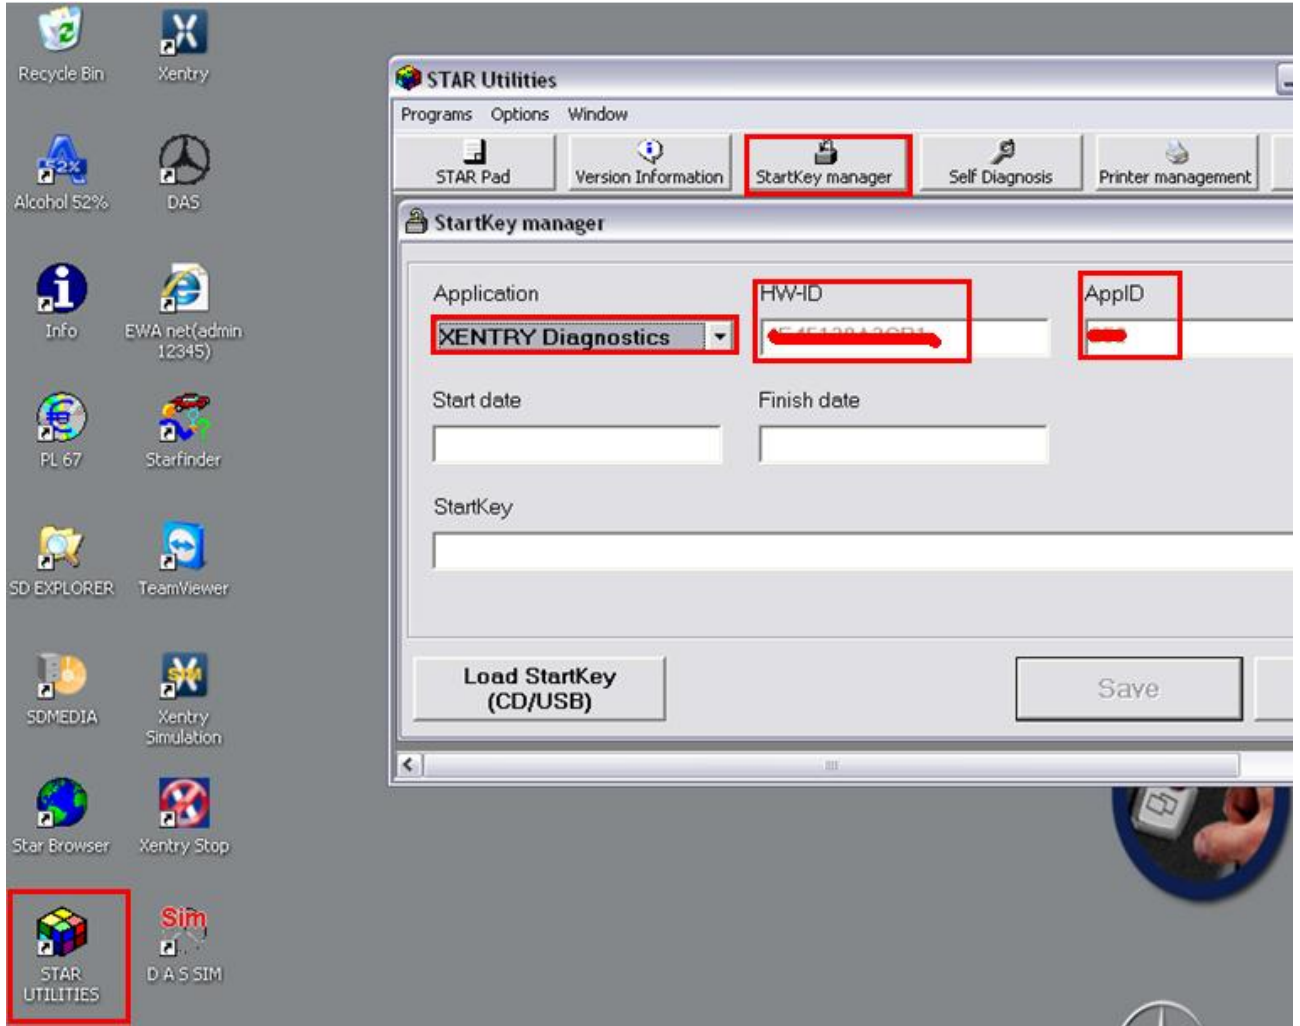 Recycle Bin
Xentry
Alcohol 52%
DAS
Info
EWA net(admin
12345)
PL 67
Starfinder
SD EXPLORER
TeamViewer
SDMEDIA
Xentry
Simulation
Star Browser
Xentry Stop
STAR
UTILITIES
Sim
D A S SIM
STAR Utilities
Programs Options Window
STAR Pad
Version Information
StartKey manager
Self Diagnosis
Printer management
StartKey manager
Application
HW-ID
AppID
XENTRY Diagnostics
Start date
Finish date
StartKey
Load StartKey
(CD/USB)
Save